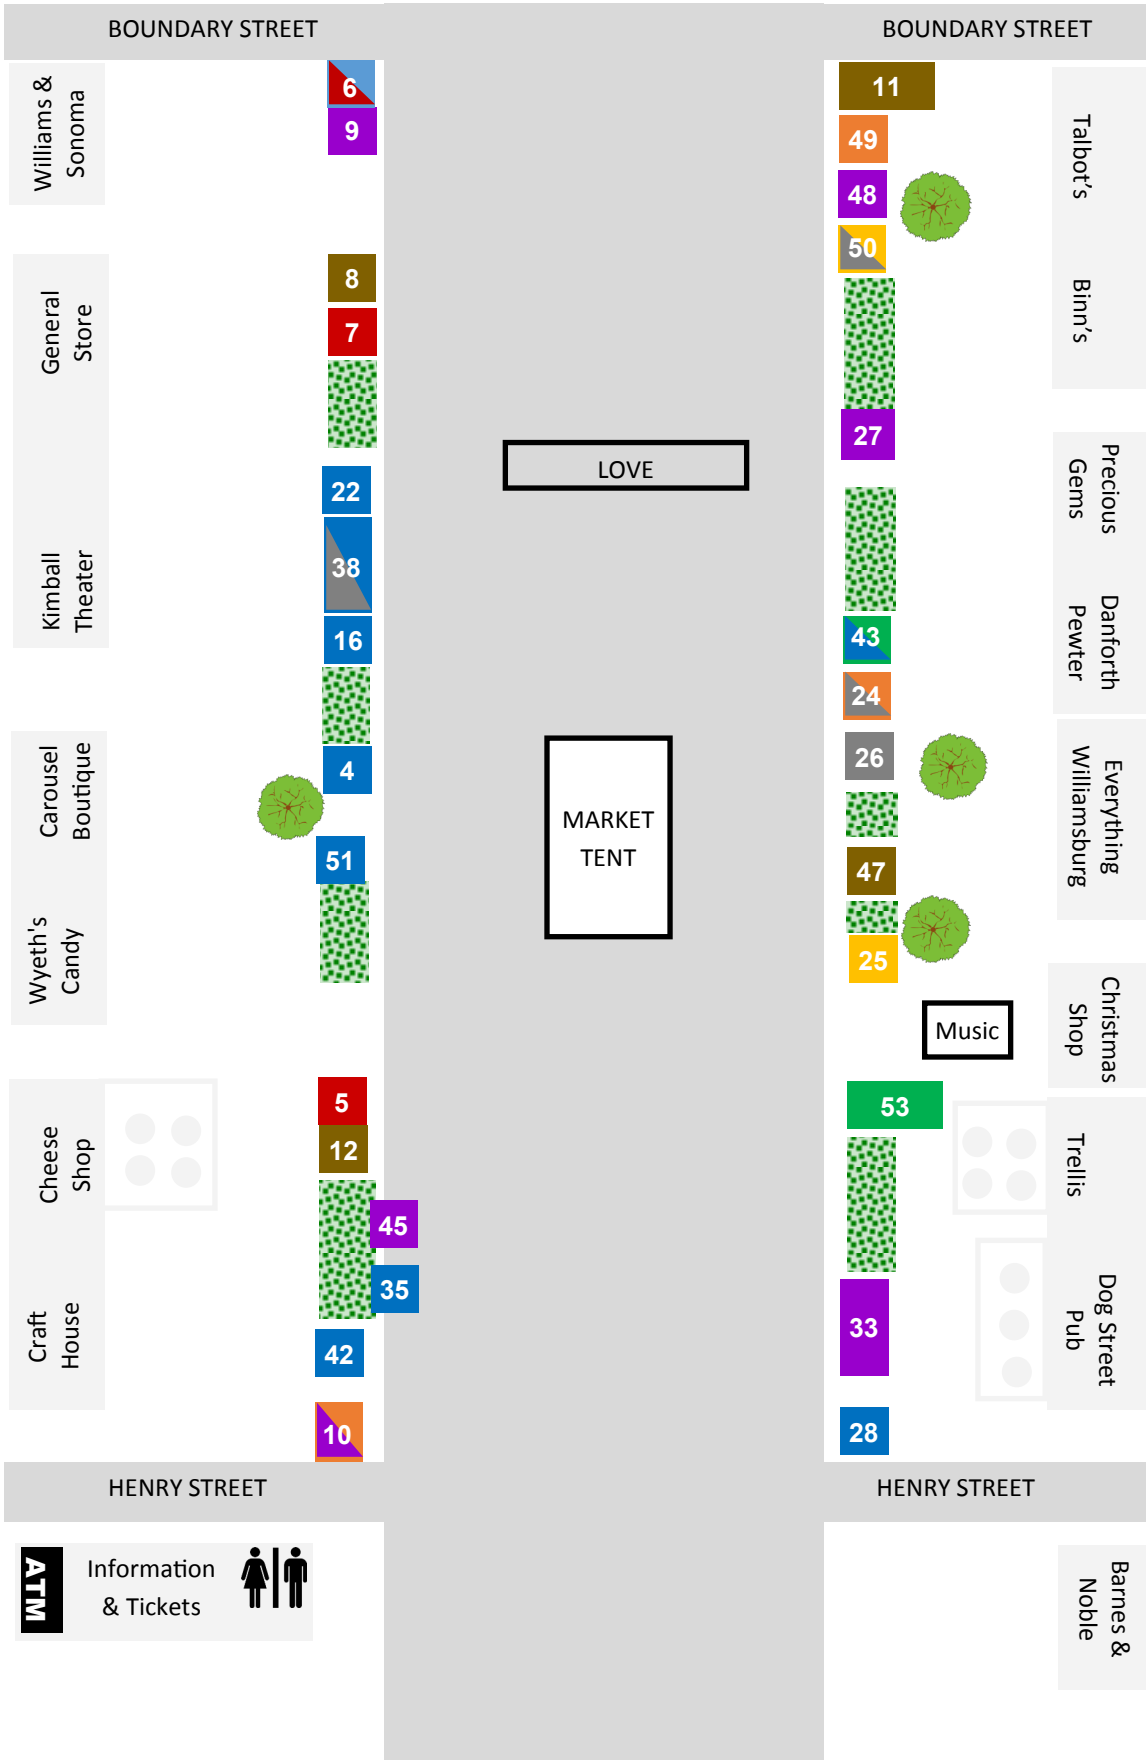 BOUNDARY STREET
BOUNDARY STREET
Williams &
Sonoma
6
9
General
Store
8
7
Kimball
Theater
22
38
16
Carousel
Boutique
4
51
Wyeth's
Candy
Cheese
Shop
5
12
45
35
Craft
House
42
10
LOVE
MARKET
TENT
11
49
48
50
Talbot's
Binn's
27
Precious
Gems
43
Danforth
Pewter
24
26
Everything
Williamsburg
47
25
Music
Christmas
Shop
53
Trellis
33
Dog Street
Pub
28
HENRY STREET
HENRY STREET
ATM
Information
& Tickets
Barnes &
Noble